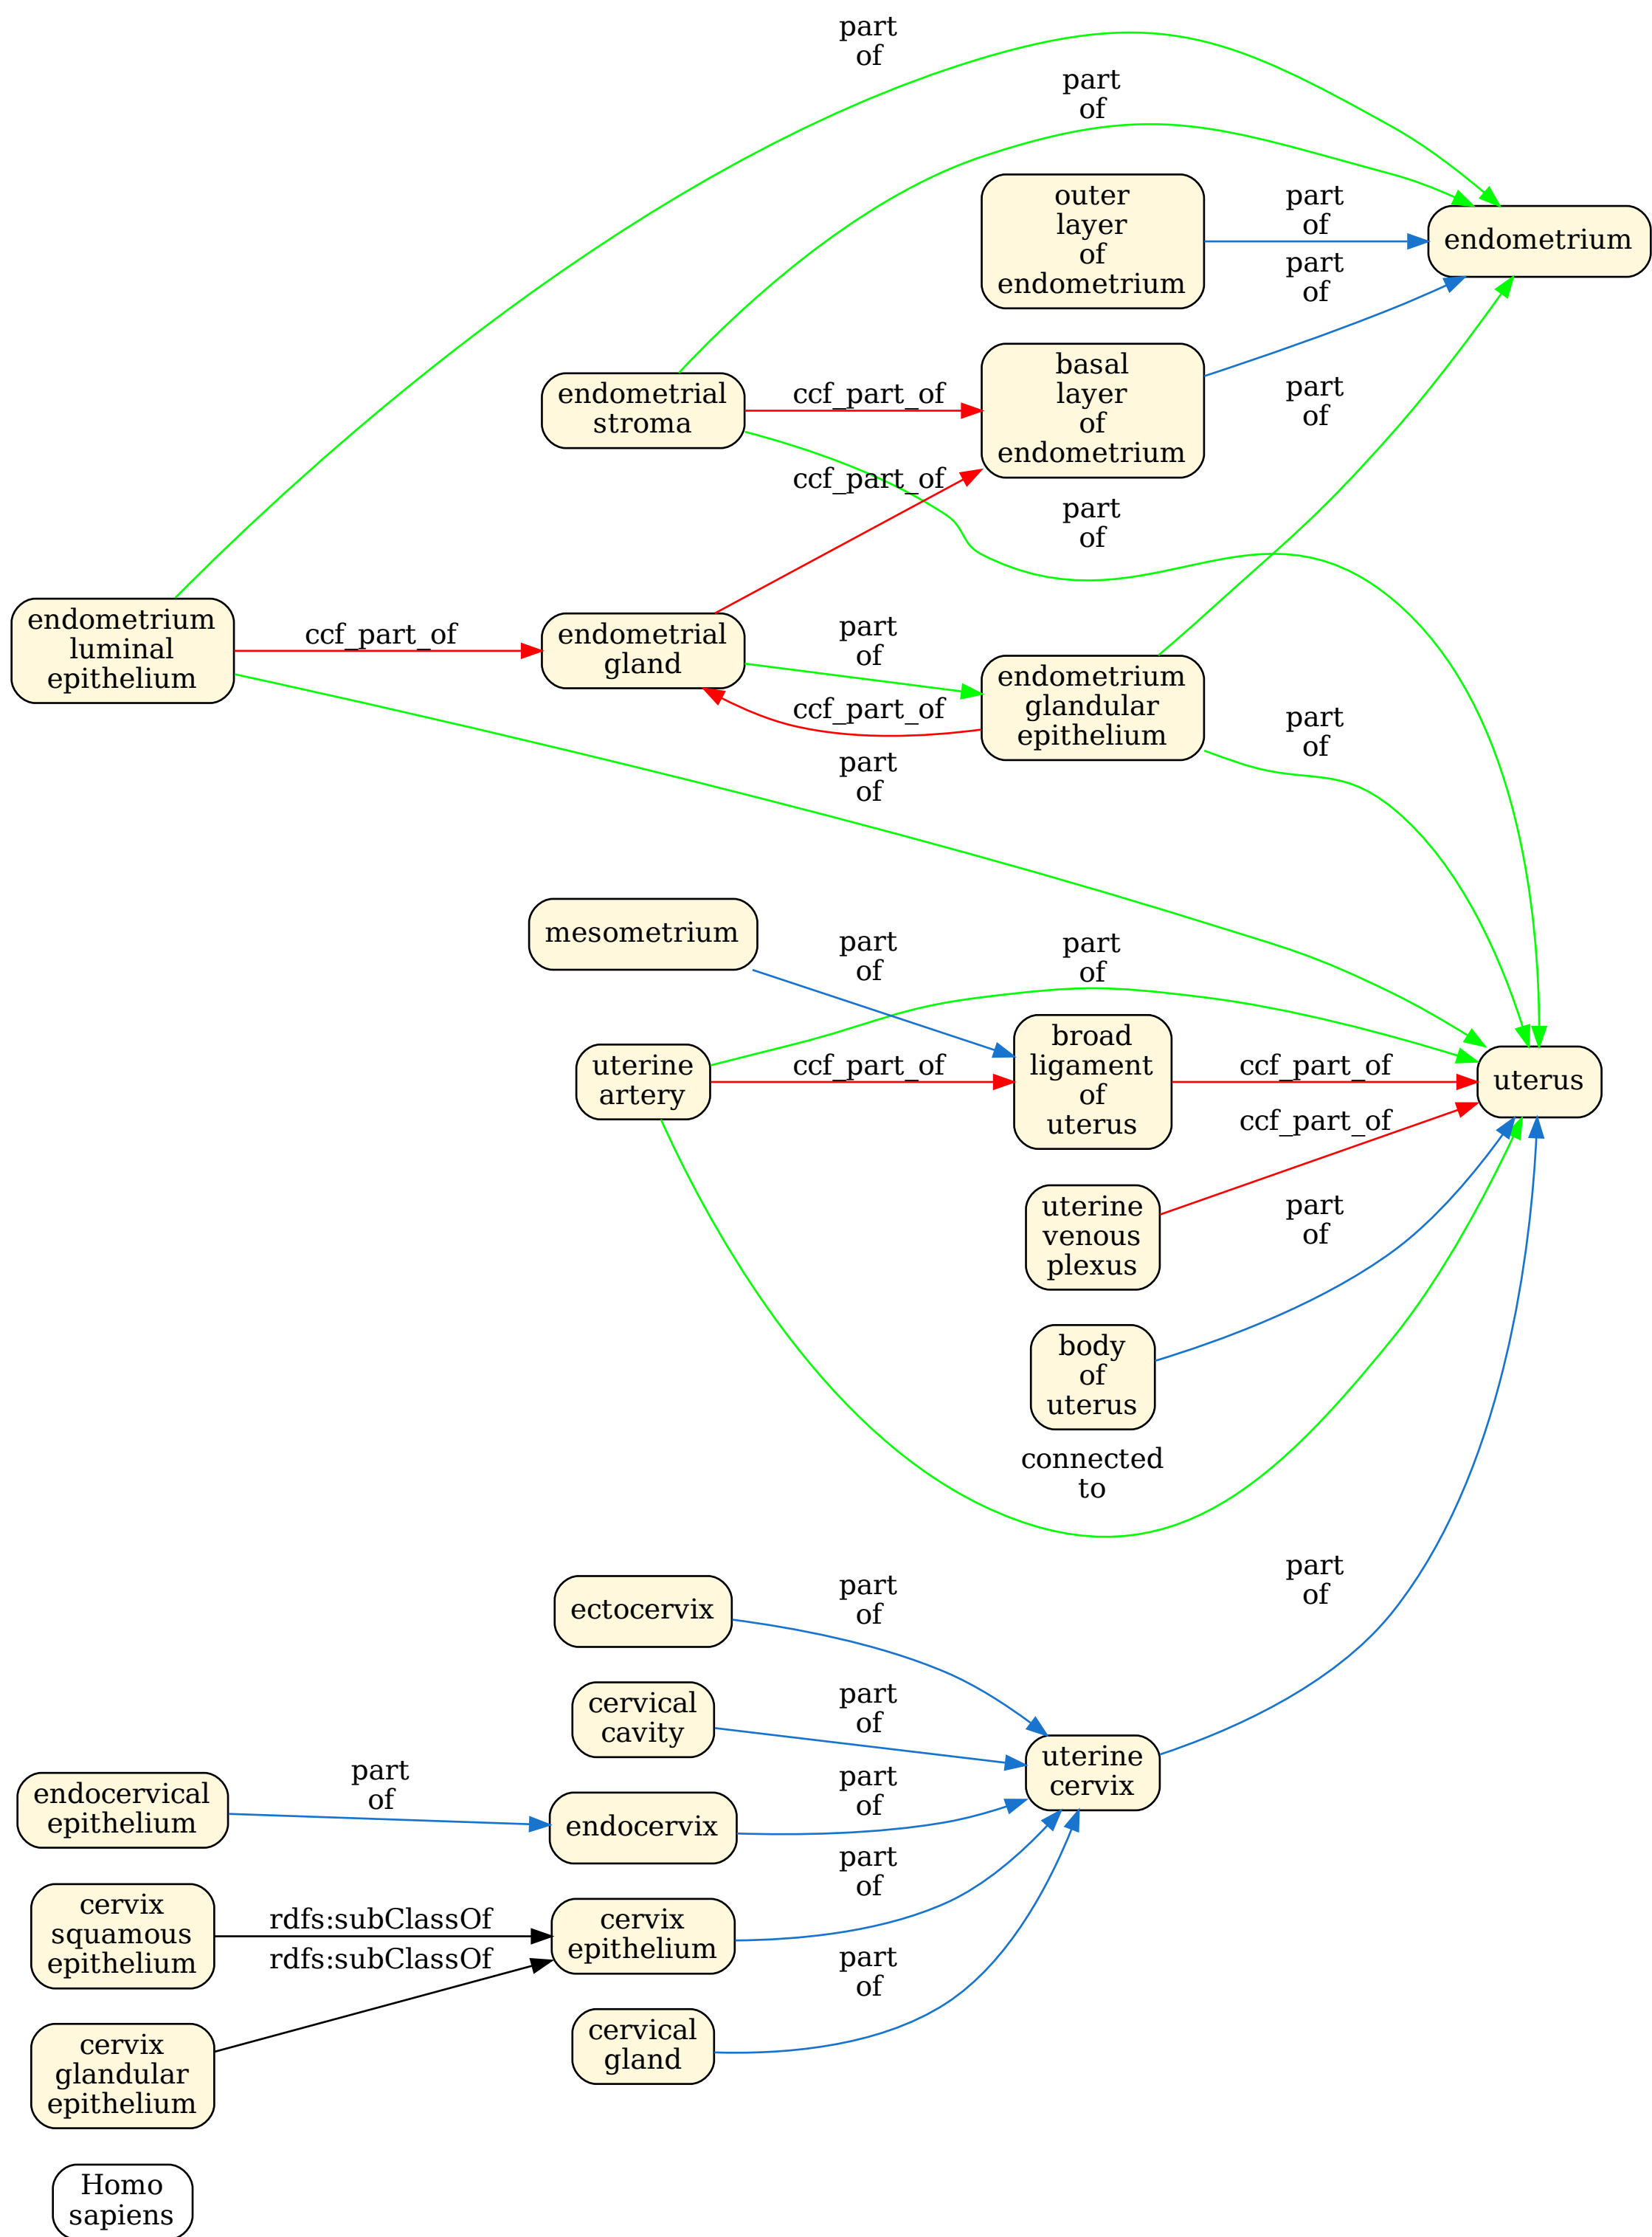 part
of
part
of
outer
layer
of
endometrium
part
of
endometrium
part
of
basal
layer
of
endometrium
endometrial
stroma
ccf_part_of
part
of
ccf_part_of
part
of
endometrium
luminal
epithelium
ccf_part_of
endometrial
gland
part
of
endometrium
glandular
epithelium
ccf_part_of
part
of
part
of
mesometrium
part
of
part
of
uterine
artery
ccf_part_of
broad
ligament
of
uterus
ccf_part_of
uterus
ccf_part_of
uterine
venous
plexus
part
of
body
of
uterus
connected
to
part
of
ectocervix
part
of
cervical
cavity
part
of
uterine
cervix
endocervical
epithelium
part
of
endocervix
part
of
cervix
squamous
epithelium
rdfs:subClassOf
rdfs:subClassOf
cervix
epithelium
part
of
cervix
glandular
epithelium
cervical
gland
part
of
Homo
sapiens